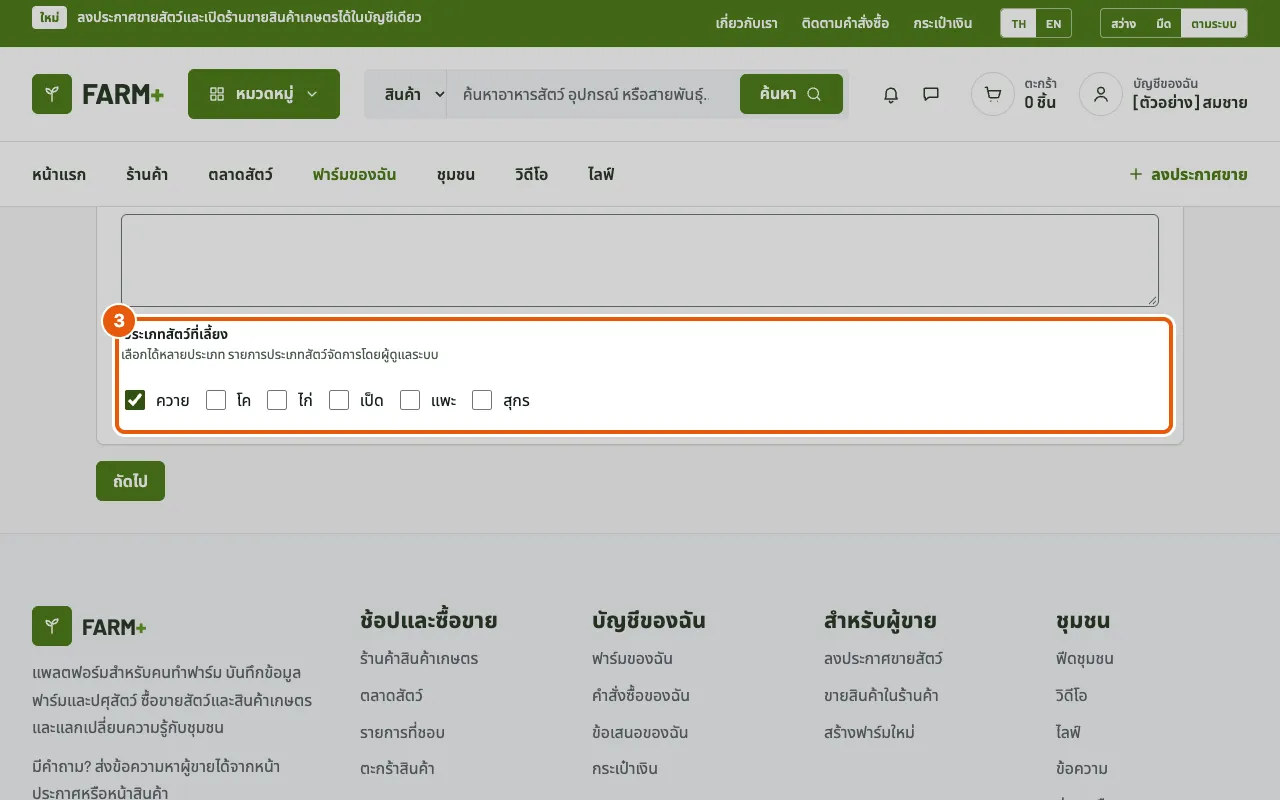 ใหม่ ลงประกาศขายสัตว์และเปิดร้านขายสินค้าเกษตรได้ในบัญชีเดียว
เกี่ยวกับเรา ติดตามคำสั่งซื้อ กระเป๋าเงิน TH EN สว่าง มืด ตามระบบ
FARM+ หมวดหมู่ สินค้า ค้นหาอาหารสัตว์ อุปกรณ์ หรือสายพันธุ์.. ค้นหา
ตะกร้า
0 ชิ้น
บัญชีของฉัน
[ตัวอย่าง] สมชาย
หน้าแรก ร้านค้า ตลาดสัตว์ ฟาร์มของฉัน ชุมชน วิดีโอ ไลฟ์ + ลงประกาศขาย
3
ประเภทสัตว์ที่เลี้ยง
เลือกได้หลายประเภท รายการประเภทสัตว์จัดการโดยผู้ดูแลระบบ
ควาย โค ไก่ เป็ด แพะ สุกร
ถัดไป
FARM+
แพลตฟอร์มสำหรับคนทำฟาร์ม บันทึกข้อมูล
ฟาร์มและปศุสัตว์ ซื้อขายสัตว์และสินค้าเกษตร
และแลกเปลี่ยนความรู้กับชุมชน
มีคำถาม? ส่งข้อความหาผู้ขายได้จากหน้า
ประกาศหรือหน้าสินค้า
ช้อปและซื้อขาย
ร้านค้าสินค้าเกษตร
ตลาดสัตว์
รายการที่ชอบ
ตะกร้าสินค้า
บัญชีของฉัน
ฟาร์มของฉัน
คำสั่งซื้อของฉัน
ข้อเสนอของฉัน
กระเป๋าเงิน
สำหรับผู้ขาย
ลงประกาศขายสัตว์
ขายสินค้าในร้านค้า
สร้างฟาร์มใหม่
ชุมชน
ฟีดชุมชน
วิดีโอ
ไลฟ์
ข้อความ